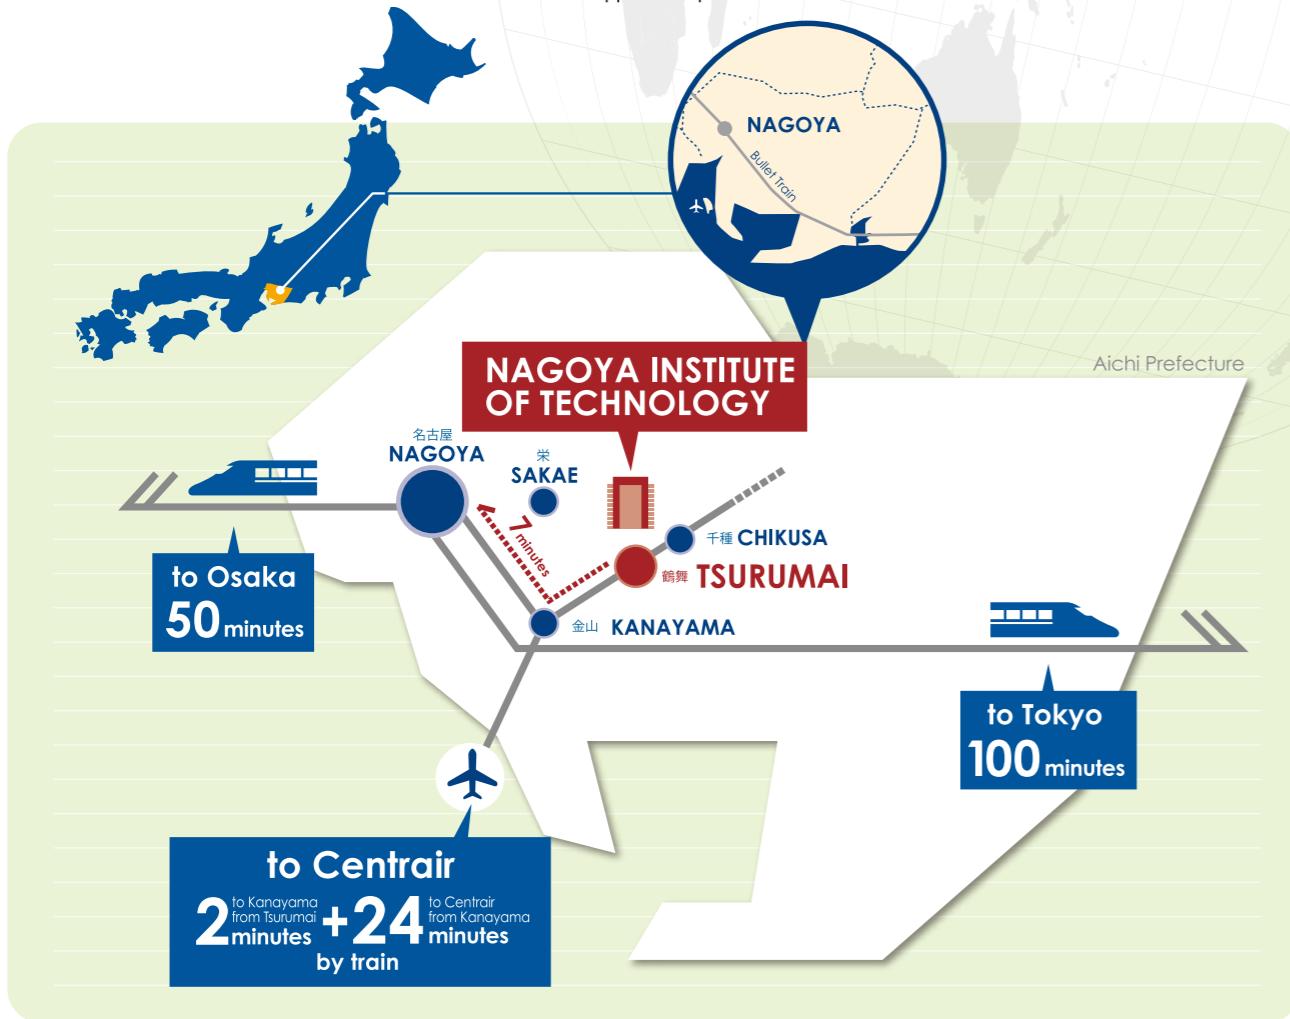 NAGOYA
Bullet Train
Aichi Prefecture
NAGOYA INSTITUTE
OF TECHNOLOGY
名古屋
NAGOYA
栄
SAKAE
7 minutes
千種 CHIKUSA
鶴舞 TSURUMAI
金山 KANAYAMA
to Osaka
50 minutes
to Tokyo
100 minutes
to Centrair
2 minutes to Kanayama from Tsurumai + 24 minutes to Centrair from Kanayama
by train